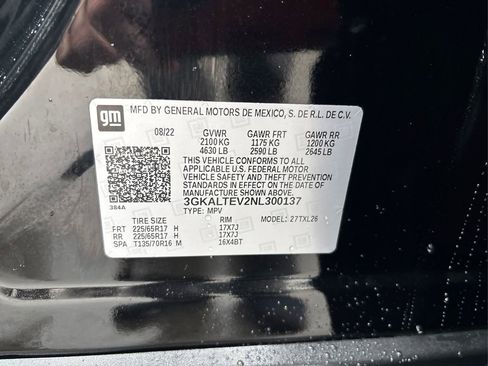 gm
MFD BY GENERAL MOTORS DE MEXICO, S. DE R.L. DE C.V.
08/22 GVWR GAWR FRT GAWR RR
2100 KG 1175 KG 1200 KG
4630 LB 2590 LB 2645 LB
THIS VEHICLE CONFORMS TO ALL
APPLICABLE U.S. FEDERAL MOTOR
VEHICLE SAFETY, BUMPER, AND THEFT
PREVENTION STANDARDS IN EFFECT ON
THE DATE OF MANUFACTURE SHOWN ABOVE.
3GKALTEV2NL300137
384A TYPE: MPV MODEL: 27TXL26
TIRE SIZE RIM
FRT 225/65R17 H 17X7J
RR 225/65R17 H 17X7J
SPA T135/70R16 M 16X4BT